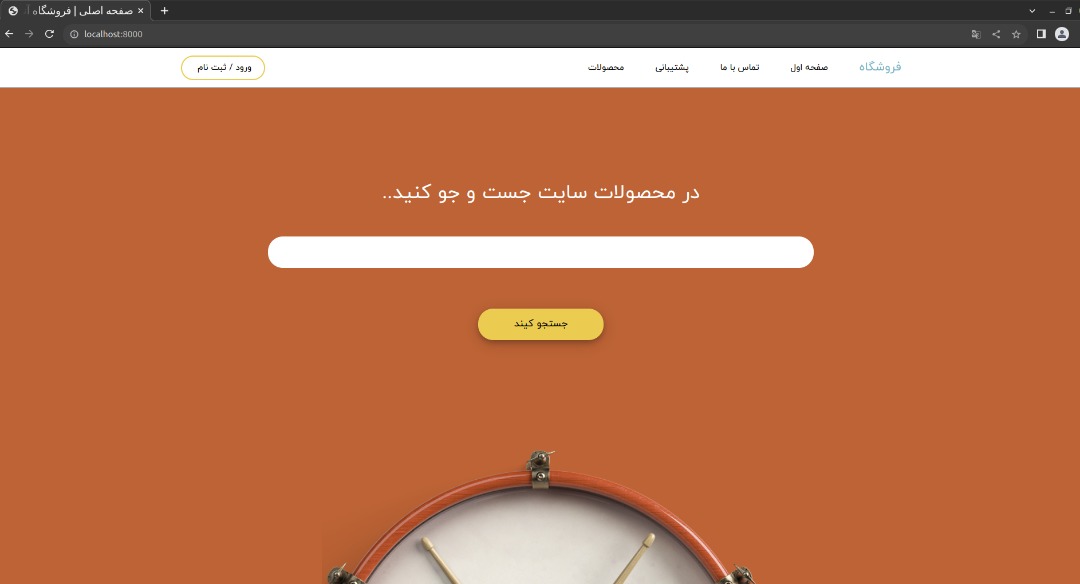 صفحه اصلی | فروشگاه
localhost:8000
فروشگاه
صفحه اول
تماس با ما
پشتیبانی
محصولات
ورود / ثبت نام
در محصولات سایت جست و جو کنید..
جستجو کیند